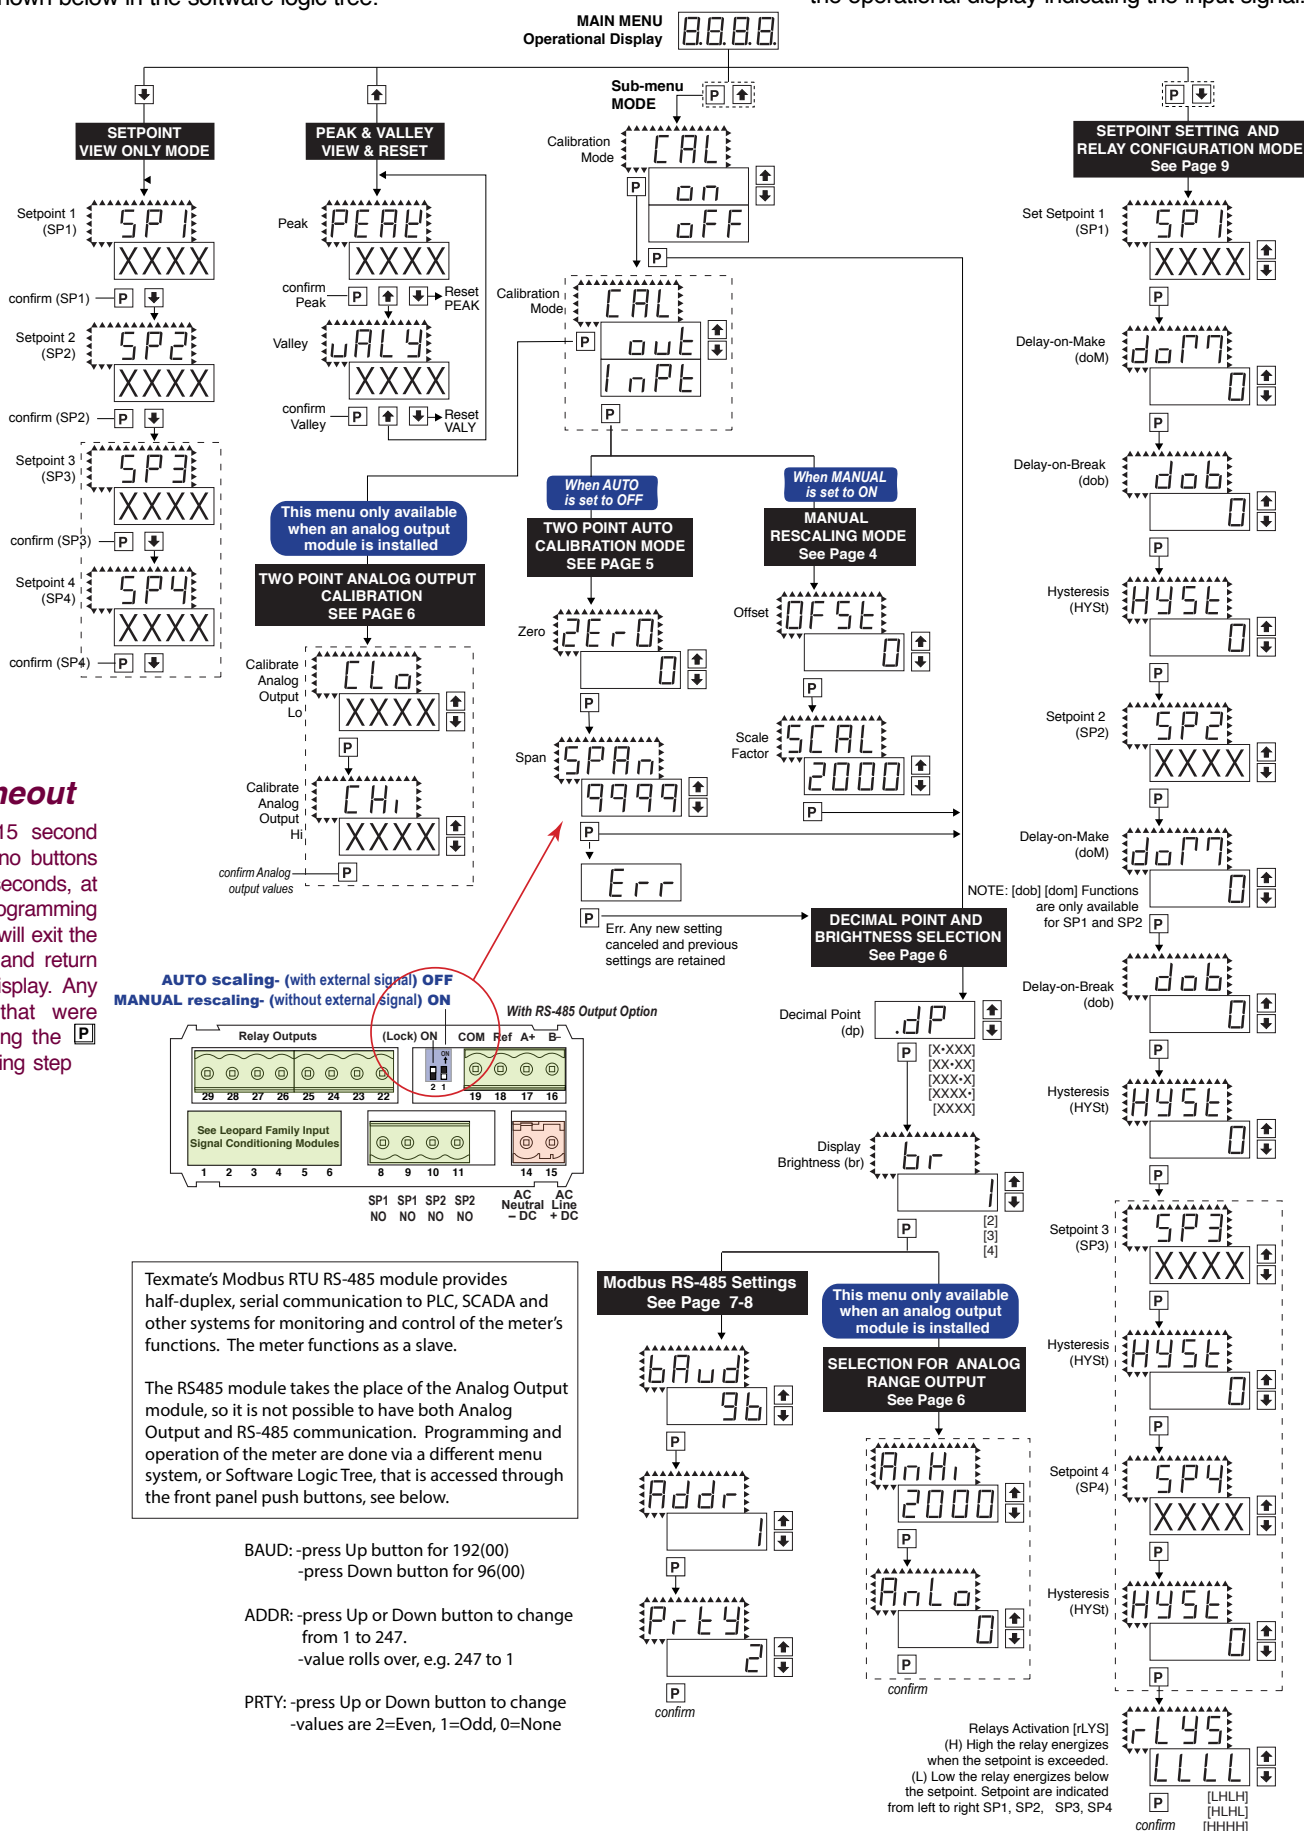 shown below in the software logic tree.
the operational display indicating the input signal.
MAIN MENU
Operational Display
8.8.8.8.
Sub-menu
MODE
P
P
SETPOINT
VIEW ONLY MODE
Setpoint 1
(SP1)
SP1
XXXX
confirm (SP1)
P
Setpoint 2
(SP2)
SP2
XXXX
confirm (SP2)
P
Setpoint 3
(SP3)
SP3
XXXX
confirm (SP3)
P
Setpoint 4
(SP4)
SP4
XXXX
confirm (SP4)
P
PEAK & VALLEY
VIEW & RESET
Peak
PEAK
XXXX
confirm
Peak
P
Reset
PEAK
Valley
vALY
XXXX
confirm
Valley
P
Reset
VALY
Calibration
Mode
CAL
P
on
oFF
P
Calibration
Mode
CAL
P
out
InPt
P
This menu only available
when an analog output
module is installed
TWO POINT ANALOG OUTPUT
CALIBRATION
SEE PAGE 6
Calibrate
Analog
Output
Lo
CLo
XXXX
P
Calibrate
Analog
Output
Hi
CHi
XXXX
confirm Analog
output values
P
When AUTO
is set to OFF
TWO POINT AUTO
CALIBRATION MODE
SEE PAGE 5
Zero
ZErO
0
P
Span
SPAn
9999
P
Err
P
Err. Any new setting
canceled and previous
settings are retained
When MANUAL
is set to ON
MANUAL
RESCALING MODE
See Page 4
Offset
OFSt
0
P
Scale
Factor
SCAL
2000
P
DECIMAL POINT AND
BRIGHTNESS SELECTION
See Page 6
Decimal Point
(dp)
.dP
P
[X•XXX]
[XX•XX]
[XXX•X]
[XXXX•]
[XXXX]
Display
Brightness (br)
br
1
P
[2]
[3]
[4]
Modbus RS-485 Settings
See Page 7-8
bAud
96
P
Addr
1
P
PrtY
2
P
confirm
This menu only available
when an analog output
module is installed
SELECTION FOR ANALOG
RANGE OUTPUT
See Page 6
AnHi
2000
P
AnLo
0
P
confirm
SETPOINT SETTING AND
RELAY CONFIGURATION MODE
See Page 9
Set Setpoint 1
(SP1)
SP1
XXXX
P
Delay-on-Make
(doM)
doM
0
P
Delay-on-Break
(dob)
dob
0
P
Hysteresis
(HYSt)
HYSt
0
P
Setpoint 2
(SP2)
SP2
XXXX
P
Delay-on-Make
(doM)
doM
0
NOTE: [dob] [dom] Functions
are only available
for SP1 and SP2
P
Delay-on-Break
(dob)
dob
0
P
Hysteresis
(HYSt)
HYSt
0
P
Setpoint 3
(SP3)
SP3
XXXX
Hysteresis
(HYSt)
HYSt
0
P
Setpoint 4
(SP4)
SP4
XXXX
P
Hysteresis
(HYSt)
HYSt
0
P
Relays Activation [rLYS]
(H) High the relay energizes
when the setpoint is exceeded.
(L) Low the relay energizes below
the setpoint. Setpoint are indicated
from left to right SP1, SP2, SP3, SP4
rLYS
LLLL
P
confirm
[LHLH]
[HLHL]
[HHHH]
neout
15 second
no buttons
seconds, at
ogramming
will exit the
and return
isplay. Any
that were
ing the P
ing step
AUTO scaling- (with external signal) OFF
MANUAL rescaling- (without external signal) ON
With RS-485 Output Option
Relay Outputs
(Lock) ON
COM Ref A+ B–
ON
2 1
29 28 27 26 25 24 23 22
19 18 17 16
See Leopard Family Input
Signal Conditioning Modules
1 2 3 4 5 6
8 9 10 11
14 15
SP1 SP1 SP2 SP2
NO NO NO NO
AC
Neutral
– DC
AC
Line
+ DC
Texmate's Modbus RTU RS-485 module provides
half-duplex, serial communication to PLC, SCADA and
other systems for monitoring and control of the meter's
functions. The meter functions as a slave.
The RS485 module takes the place of the Analog Output
module, so it is not possible to have both Analog
Output and RS-485 communication. Programming and
operation of the meter are done via a different menu
system, or Software Logic Tree, that is accessed through
the front panel push buttons, see below.
BAUD: -press Up button for 192(00)
-press Down button for 96(00)
ADDR: -press Up or Down button to change
from 1 to 247.
-value rolls over, e.g. 247 to 1
PRTY: -press Up or Down button to change
-values are 2=Even, 1=Odd, 0=None